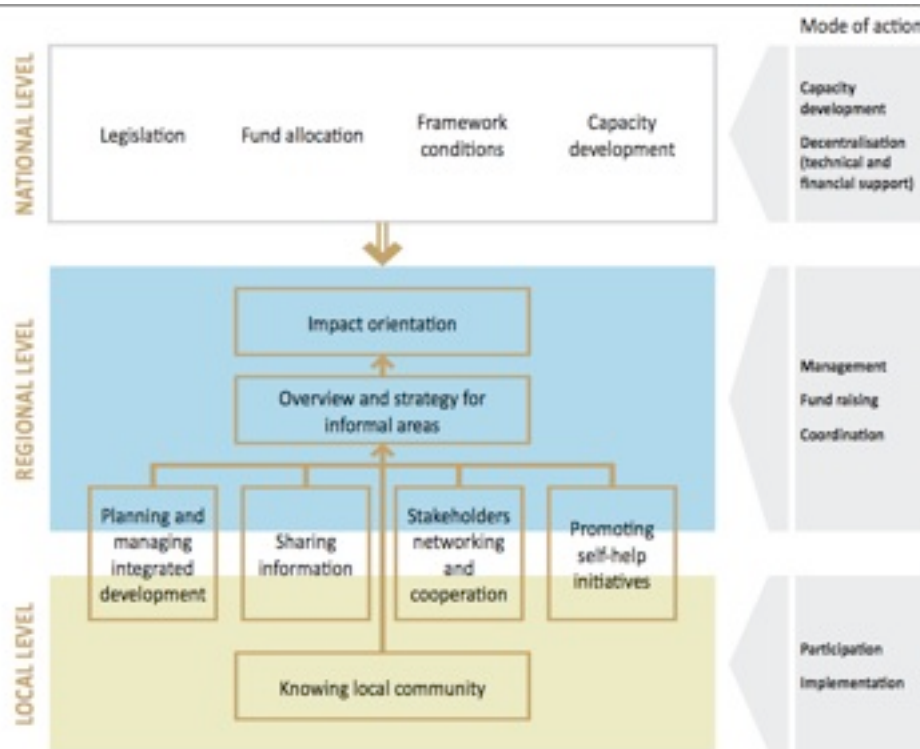 Mode of action
NATIONAL LEVEL
Legislation
Fund allocation
Framework
conditions
Capacity
development
Capacity
development
Decentralisation
(technical and
financial support)
REGIONAL LEVEL
Impact orientation
Overview and strategy for
informal areas
Management
Fund raising
Coordination
Planning and
managing
integrated
development
Sharing
information
Stakeholders
networking
and
cooperation
Promoting
self-help
initiatives
LOCAL LEVEL
Knowing local community
Participation
Implementation